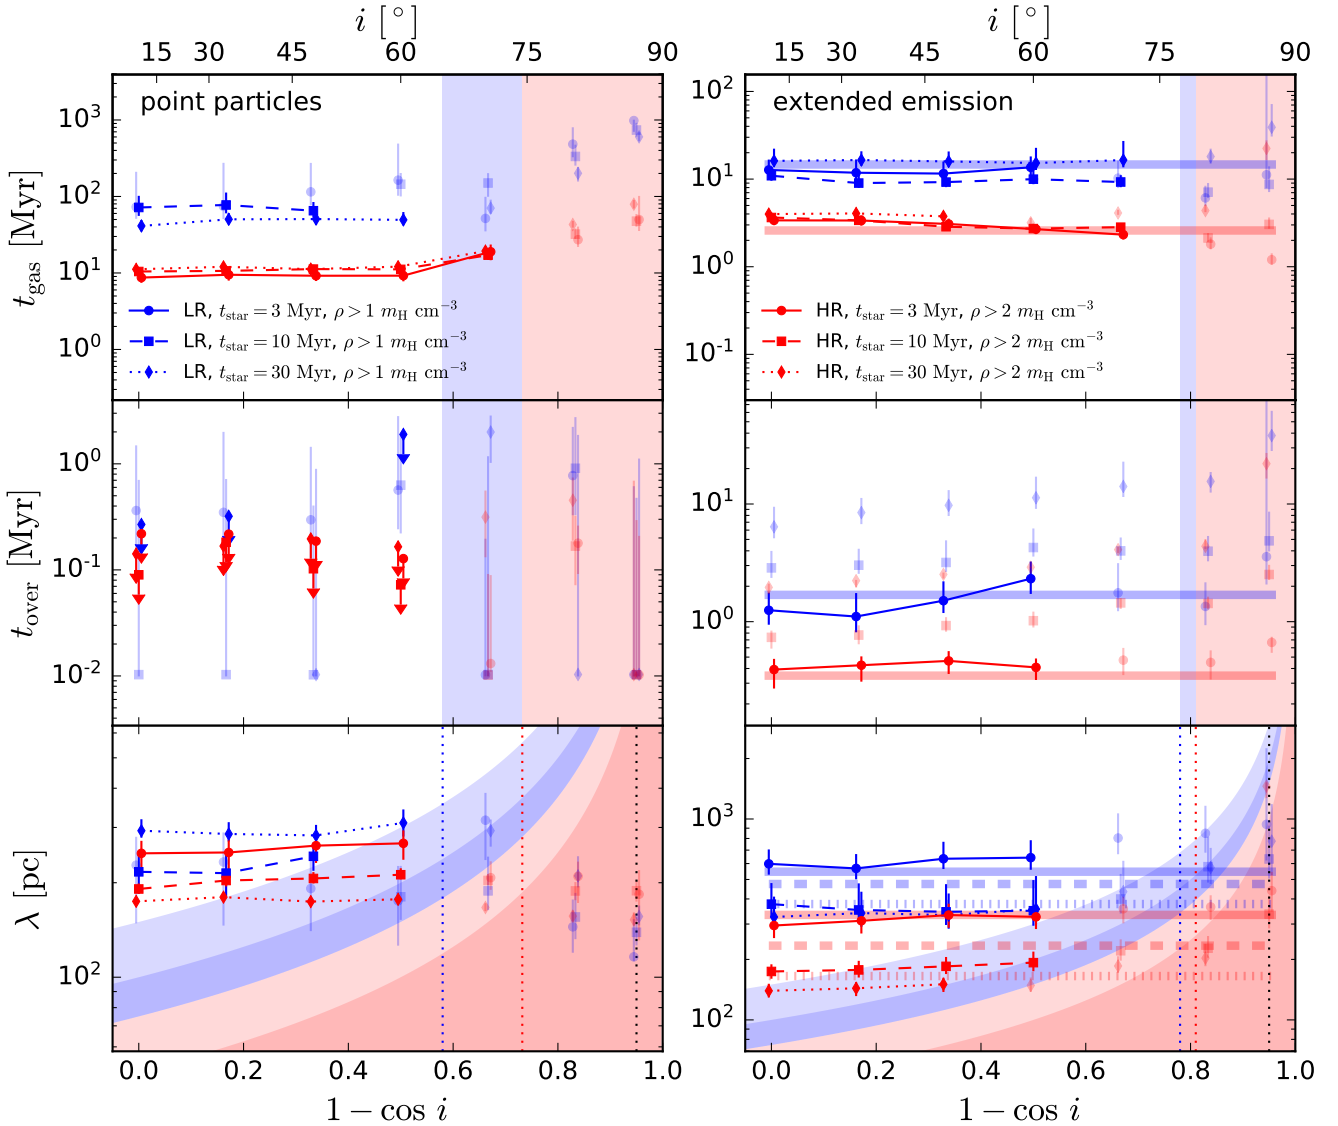 i [°]
i [°]
15 30 45 60 75 90
15 30 45 60 75 90
point particles
extended emission
10³
10²
10¹
10⁰
t_gas [Myr]
10²
10¹
10⁰
10⁻¹
LR, t_star = 3 Myr, ρ > 1 m_H cm⁻³
LR, t_star = 10 Myr, ρ > 1 m_H cm⁻³
LR, t_star = 30 Myr, ρ > 1 m_H cm⁻³
HR, t_star = 3 Myr, ρ > 2 m_H cm⁻³
HR, t_star = 10 Myr, ρ > 2 m_H cm⁻³
HR, t_star = 30 Myr, ρ > 2 m_H cm⁻³
10⁰
10⁻¹
10⁻²
t_over [Myr]
10¹
10⁰
λ [pc]
10²
10³
10²
0.0 0.2 0.4 0.6 0.8 1.0
0.0 0.2 0.4 0.6 0.8 1.0
1 − cos i
1 − cos i